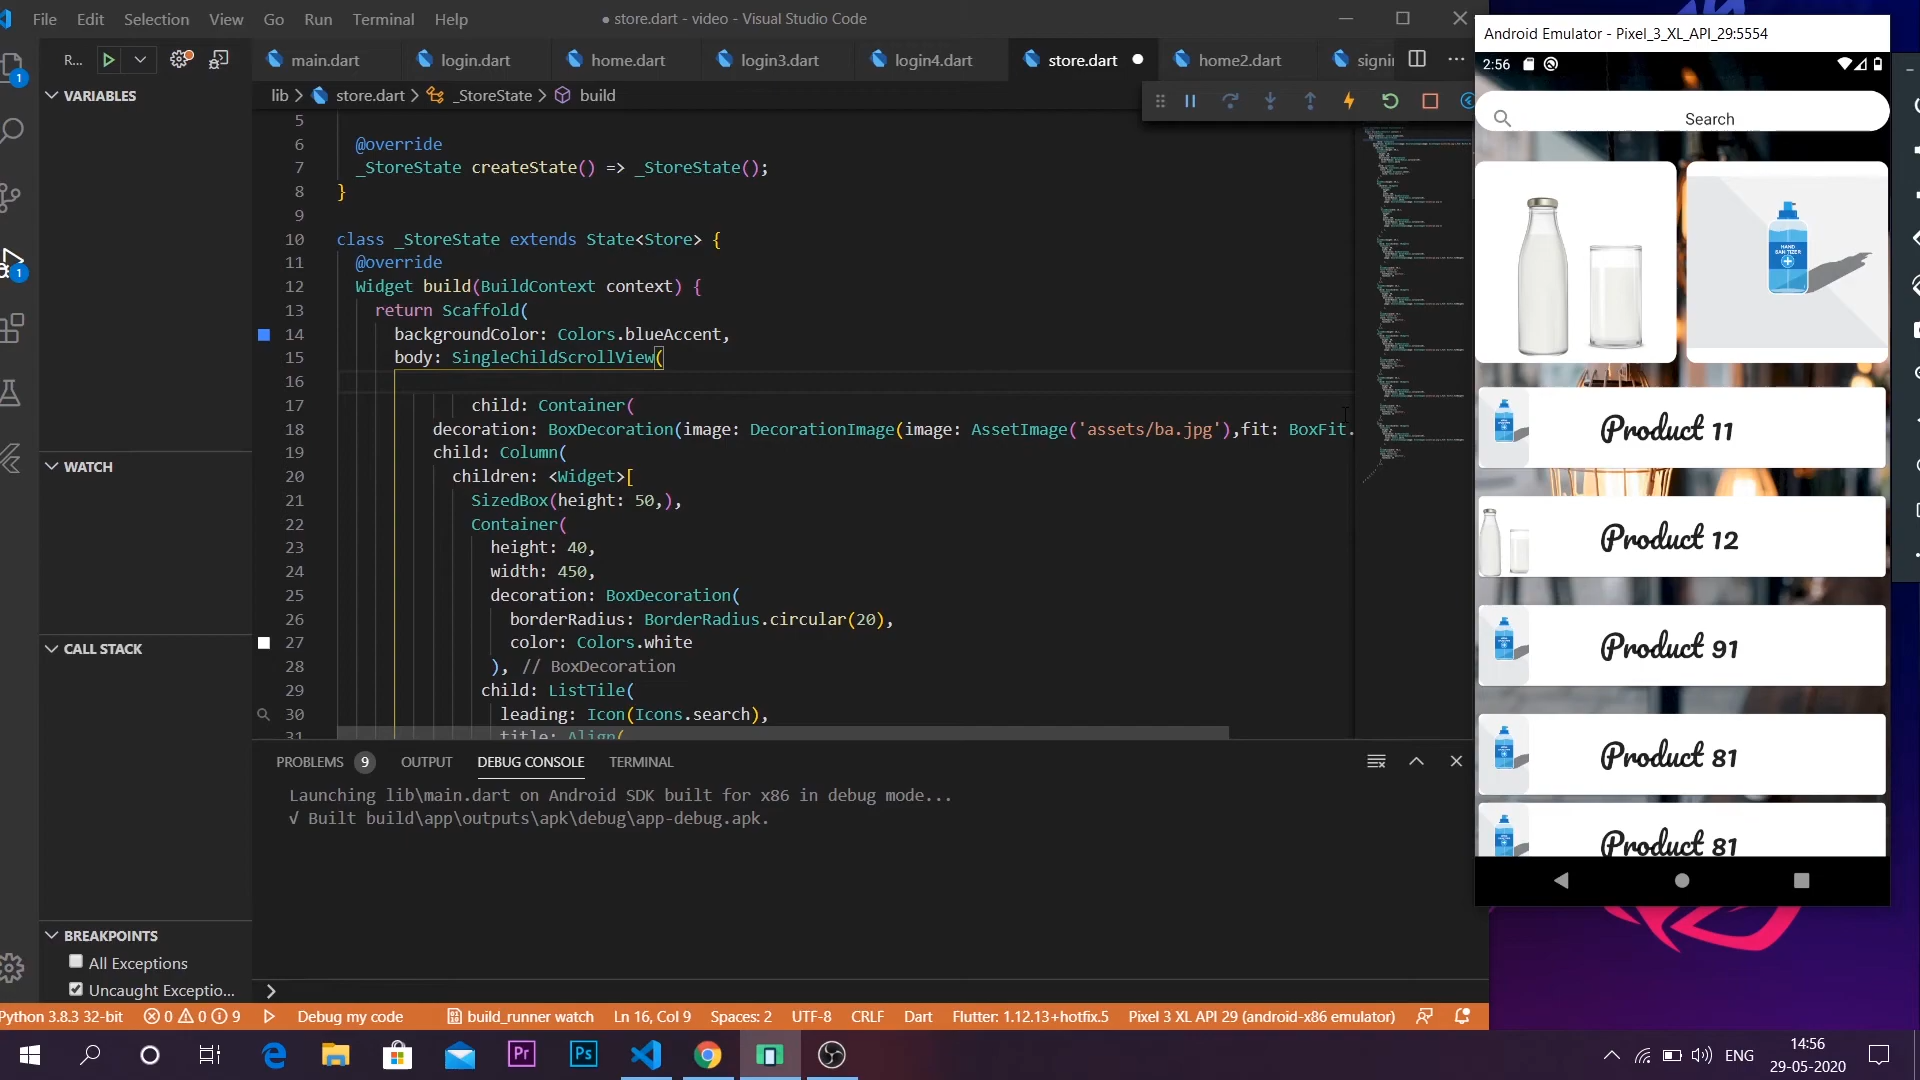 File Edit Selection View Go Run Terminal Help
● store.dart - video - Visual Studio Code
R...
main.dart login.dart home.dart login3.dart login4.dart store.dart home2.dart signi
lib > store.dart > _StoreState > build
VARIABLES
WATCH
CALL STACK
BREAKPOINTS
All Exceptions
Uncaught Exceptio...
5
6 @override
7 _StoreState createState() => _StoreState();
8 }
9
10 class _StoreState extends State<Store> {
11 @override
12 Widget build(BuildContext context) {
13 return Scaffold(
14 backgroundColor: Colors.blueAccent,
15 body: SingleChildScrollView(
16
17 child: Container(
18 decoration: BoxDecoration(image: DecorationImage(image: AssetImage('assets/ba.jpg'),fit: BoxFit.
19 child: Column(
20 children: <Widget>[
21 SizedBox(height: 50,),
22 Container(
23 height: 40,
24 width: 450,
25 decoration: BoxDecoration(
26 borderRadius: BorderRadius.circular(20),
27 color: Colors.white
28 ), // BoxDecoration
29 child: ListTile(
30 leading: Icon(Icons.search),
31 title: Align(
PROBLEMS 9 OUTPUT DEBUG CONSOLE TERMINAL
Launching lib\main.dart on Android SDK built for x86 in debug mode...
√ Built build\app\outputs\apk\debug\app-debug.apk.
Python 3.8.3 32-bit 0 0 9 Debug my code build_runner watch Ln 16, Col 9 Spaces: 2 UTF-8 CRLF Dart Flutter: 1.12.13+hotfix.5 Pixel 3 XL API 29 (android-x86 emulator)
Android Emulator - Pixel_3_XL_API_29:5554
2:56
Search
HAND SANITIZER
Product 11
Product 12
Product 91
Product 81
Product 81
Pr Ps
ENG
14:56
29-05-2020